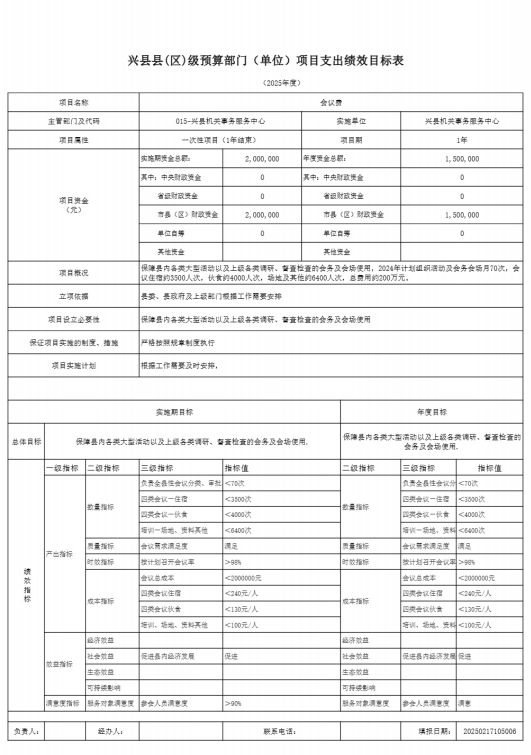 兴县县(区)级预算部门（单位）项目支出绩效目标表
（2025年度）
项目名称 会议费
主管部门及代码 015-兴县机关事务服务中心 实施单位 兴县机关事务服务中心
项目属性 一次性项目（1年结束） 项目期 1年
项目资金（元） 实施期资金总额： 2,000,000 年度资金总额： 1,500,000
其中：中央财政资金 0 其中：中央财政资金 0
省级财政资金 0 省级财政资金 0
市县（区）财政资金 2,000,000 市县（区）财政资金 1,500,000
单位自筹 0 单位自筹 0
其他资金 其他资金
项目概况 保障县内各类大型活动以及上级各类调研、督查检查的会务及会场使用，2024年计划组织活动及会务会场月70次，会
议住宿约3500人次，伙食约4000人次，场地及其他约6400人次，总费用约200万元。
立项依据 县委、县政府及上级部门根据工作需要安排
项目设立必要性 保障县内各类大型活动以及上级各类调研、督查检查的会务及会场使用
保证项目实施的制度、措施 严格按照规章制度执行
项目实施计划 根据工作需要及时安排。
实施期目标 年度目标
总体目标 保障县内各类大型活动以及上级各类调研、督查检查的会务及会场使用. 保障县内各类大型活动以及上级各类调研、督查检查的
会务及会场使用.
绩效指标 一级指标 二级指标 三级指标 指标值 二级指标 三级指标 指标值
产出指标 数量指标 负责全县性会议分类、审批 <70次 数量指标 负责全县性会议分 <70次
四类会议—住宿 <3500次 四类会议—住宿 <3500次
四类会议—伙食 <4000次 四类会议—伙食 <4000次
培训—场地、资料其他 <6400次 培训—场地、资料 <6400次
质量指标 会议需求满足度 满足 质量指标 会议需求满足度 满足
时效指标 按计划召开会议率 >98% 时效指标 按计划召开会议率 >98%
成本指标 会议总成本 <2000000元 成本指标 会议总成本 <2000000元
四类会议住宿 <240元/人 四类会议住宿 <240元/人
四类会议伙食 <130元/人 四类会议伙食 <130元/人
培训、场地、资料其他 <100元/人 培训、场地、资料 <100元/人
效益指标 经济效益 经济效益
社会效益 促进县内经济发展 促进 社会效益 促进县内经济发展 促进
生态效益 生态效益
可持续影响 可持续影响
满意度指标 服务对象满意度 参会人员满意度 >90% 服务对象满意度 参会人员满意度 满意
负责人： 经办人： 联系电话： 填报日期： 20250217105006